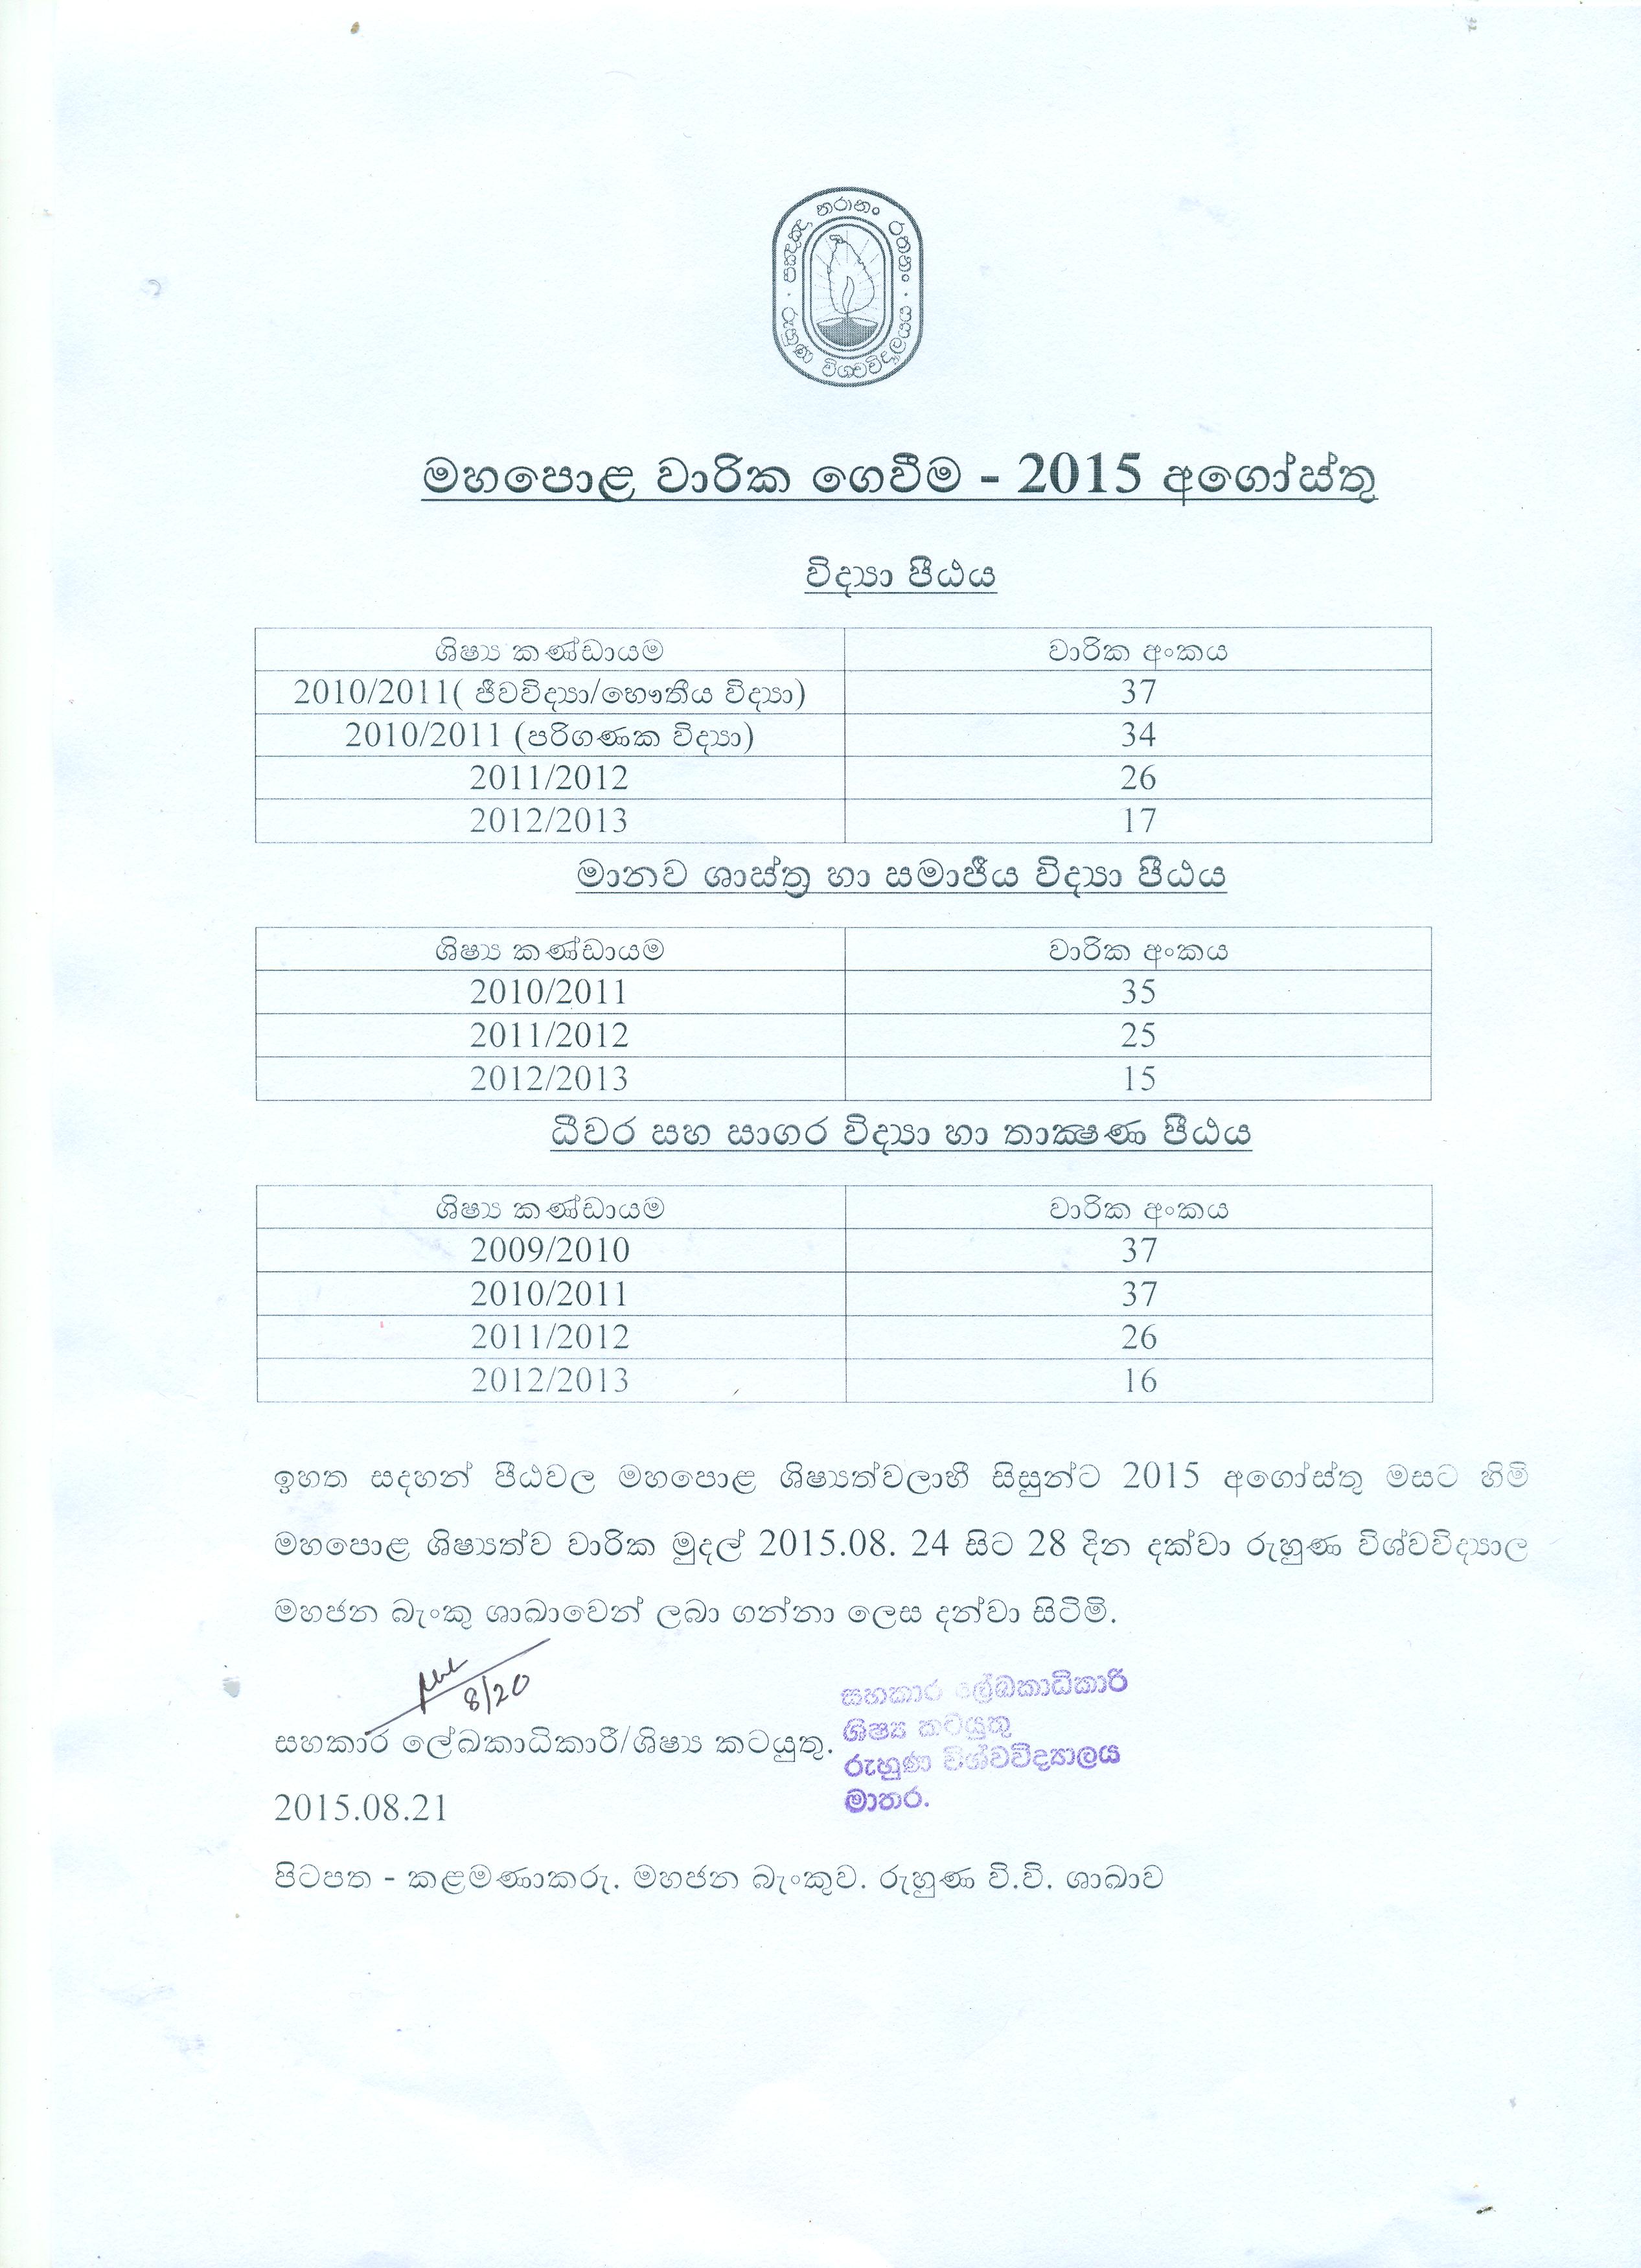 පඤ්ඤා නරානං රතනං
රුහුණ විශ්වවිද්‍යාලයය
මහපොළ වාරික ගෙවීම - 2015 අගෝස්තු
විද්‍යා පීඨය
ශිෂ්‍ය කණ්ඩායම වාරික අංකය
2010/2011( ජීවවිද්‍යා/භෞතීය විද්‍යා) 37
2010/2011 (පරිගණක විද්‍යා) 34
2011/2012 26
2012/2013 17
මානව ශාස්ත්‍ර හා සමාජීය විද්‍යා පීඨය
ශිෂ්‍ය කණ්ඩායම වාරික අංකය
2010/2011 35
2011/2012 25
2012/2013 15
ධීවර සහ සාගර විද්‍යා හා තාක්‍ෂණ පීඨය
ශිෂ්‍ය කණ්ඩායම වාරික අංකය
2009/2010 37
2010/2011 37
2011/2012 26
2012/2013 16
ඉහත සදහන් පීඨවල මහපොළ ශිෂ්‍යත්වලාභී සිසුන්ට 2015 අගෝස්තු මසට හිමි
මහපොළ ශිෂ්‍යත්ව වාරික මුදල් 2015.08. 24 සිට 28 දින දක්වා රුහුණ විශ්වවිද්‍යාල
මහජන බැංකු ශාඛාවෙන් ලබා ගන්නා ලෙස දන්වා සිටිමි.
8/20
සහකාර ලේඛකාධිකාරී/ශිෂ්‍ය කටයුතු.
සහකාර ලේඛකාධිකාරි
ශිෂ්‍ය කටයුතු
රුහුණ විශ්වවිද්‍යාලය
මාතර.
2015.08.21
පිටපත - කළමණාකරු. මහජන බැංකුව. රුහුණ වි.වි. ශාඛාව